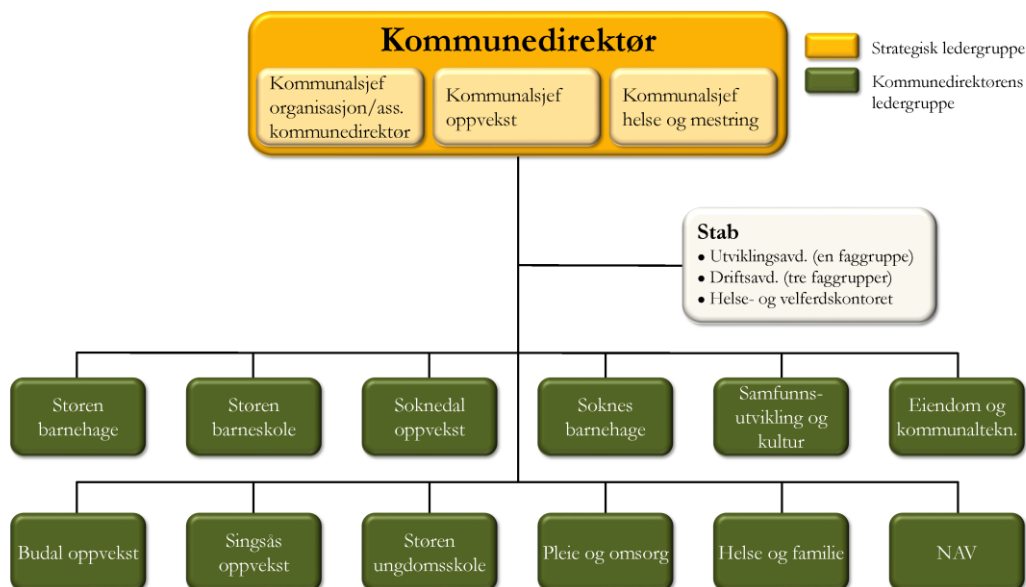 Kommunedirektør
Kommunalsjef
organisasjon/ass.
kommunedirektør
Kommunalsjef
oppvekst
Kommunalsjef
helse og mestring
Strategisk ledergruppe
Kommunedirektørens
ledergruppe
Stab
• Utviklingsavd. (en faggruppe)
• Driftsavd. (tre faggrupper)
• Helse- og velferdskontoret
Støren
barnehage
Støren
barneskole
Soknedal
oppvekst
Soknes
barnehage
Samfunns-
utvikling og
kultur
Eiendom og
kommunaltekn.
Budal oppvekst
Singsås
oppvekst
Støren
ungdomsskole
Pleie og omsorg
Helse og familie
NAV